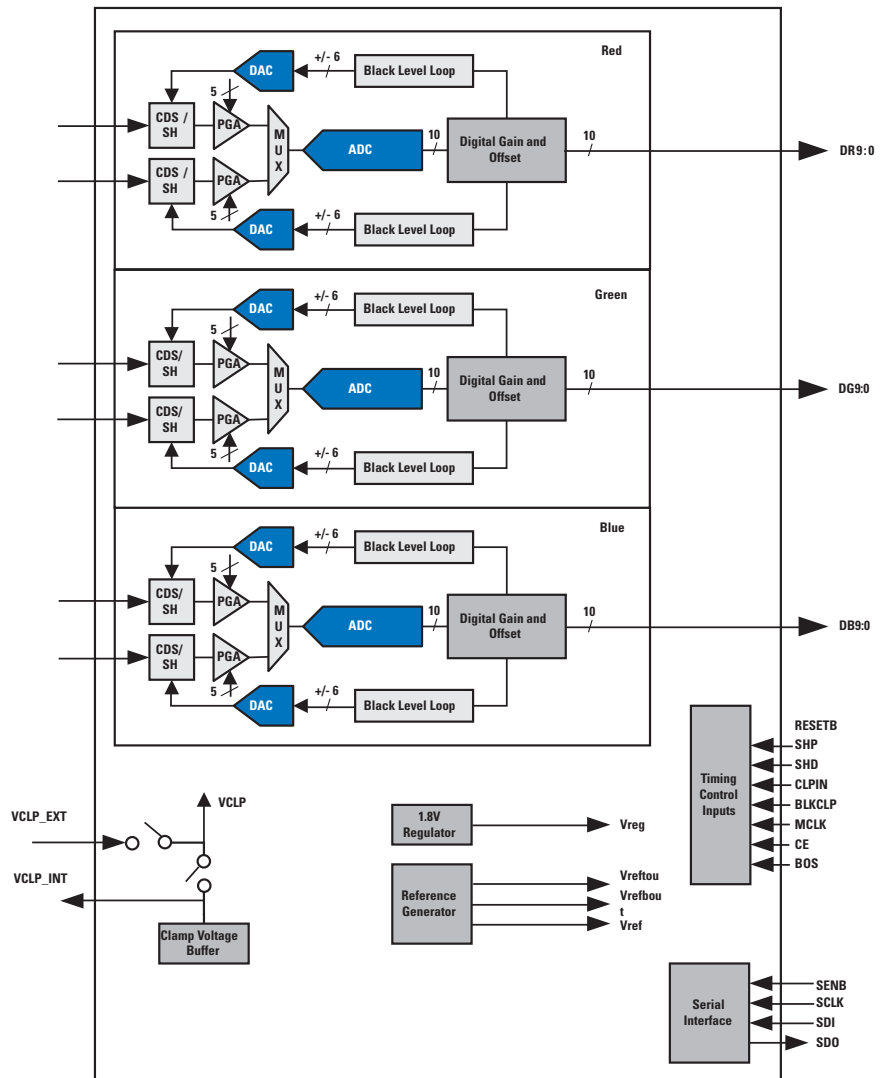 Red
DAC
+/- 6
Black Level Loop
5
CDS /
SH
PGA
M
U
X
ADC
10
Digital Gain and
Offset
10
DR9:0
CDS /
SH
PGA
5
DAC
+/- 6
Black Level Loop
Green
DAC
+/- 6
Black Level Loop
5
CDS/
SH
PGA
M
U
X
ADC
10
Digital Gain and
Offset
10
DG9:0
CDS/
SH
PGA
5
DAC
+/- 6
Black Level Loop
Blue
DAC
+/- 6
Black Level Loop
5
CDS/
SH
PGA
M
U
X
ADC
10
Digital Gain and
Offset
10
DB9:0
CDS/
SH
PGA
5
DAC
+/- 6
Black Level Loop
VCLP_EXT
VCLP
VCLP_INT
Clamp Voltage
Buffer
1.8V
Regulator
Vreg
Reference
Generator
Vreftou
Vrefbou
t
Vref
Timing
Control
Inputs
RESETB
SHP
SHD
CLPIN
BLKCLP
MCLK
CE
BOS
Serial
Interface
SENB
SCLK
SDI
SDO